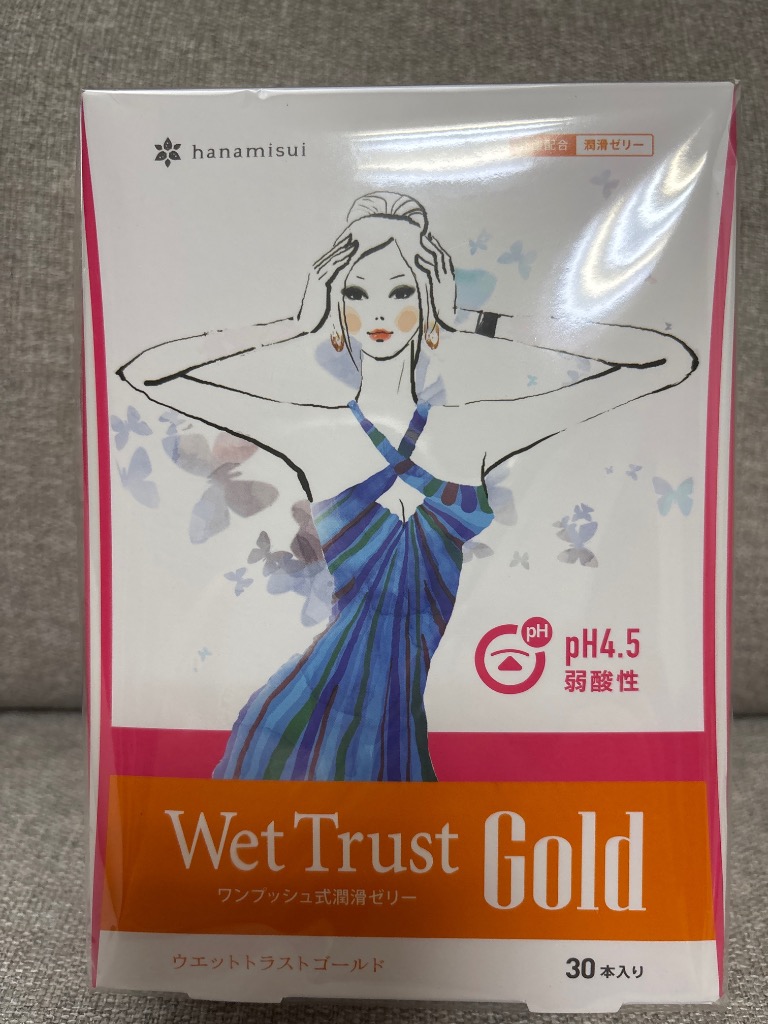 hanamisui
配合 潤滑ゼリー
pH
pH4.5
弱酸性
Wet Trust Gold
ワンプッシュ式潤滑ゼリー
ウエットトラストゴールド
30本入り